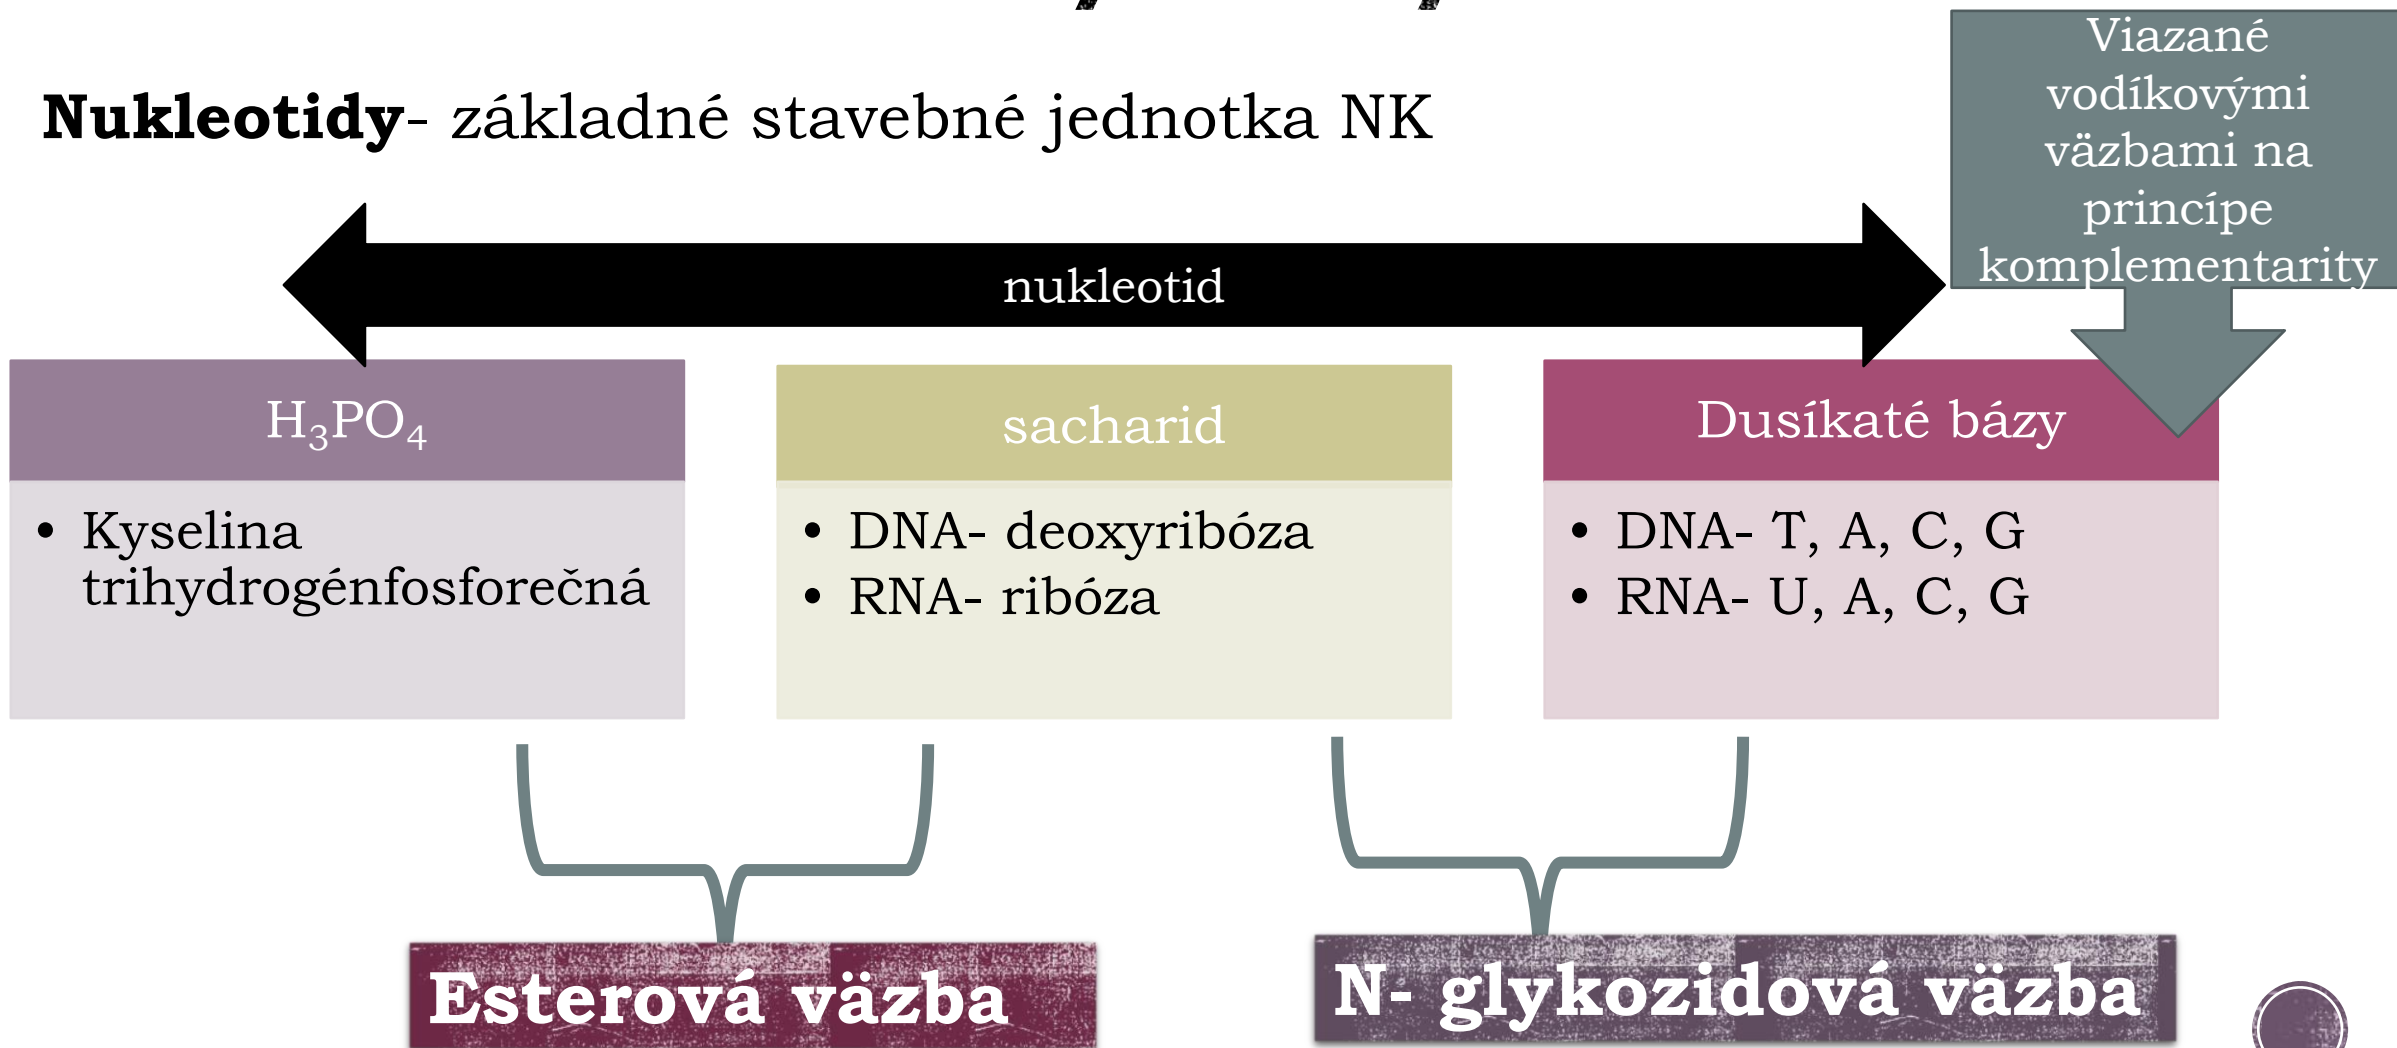 Nukleotidy- základné stavebné jednotka NK
Viazané
vodíkovými
väzbami na
princípe
komplementarity
nukleotid
H₃PO₄
• Kyselina
trihydrogénfosforečná
sacharid
• DNA- deoxyribóza
• RNA- ribóza
Dusíkaté bázy
• DNA- T, A, C, G
• RNA- U, A, C, G
Esterová väzba
N- glykozidová väzba